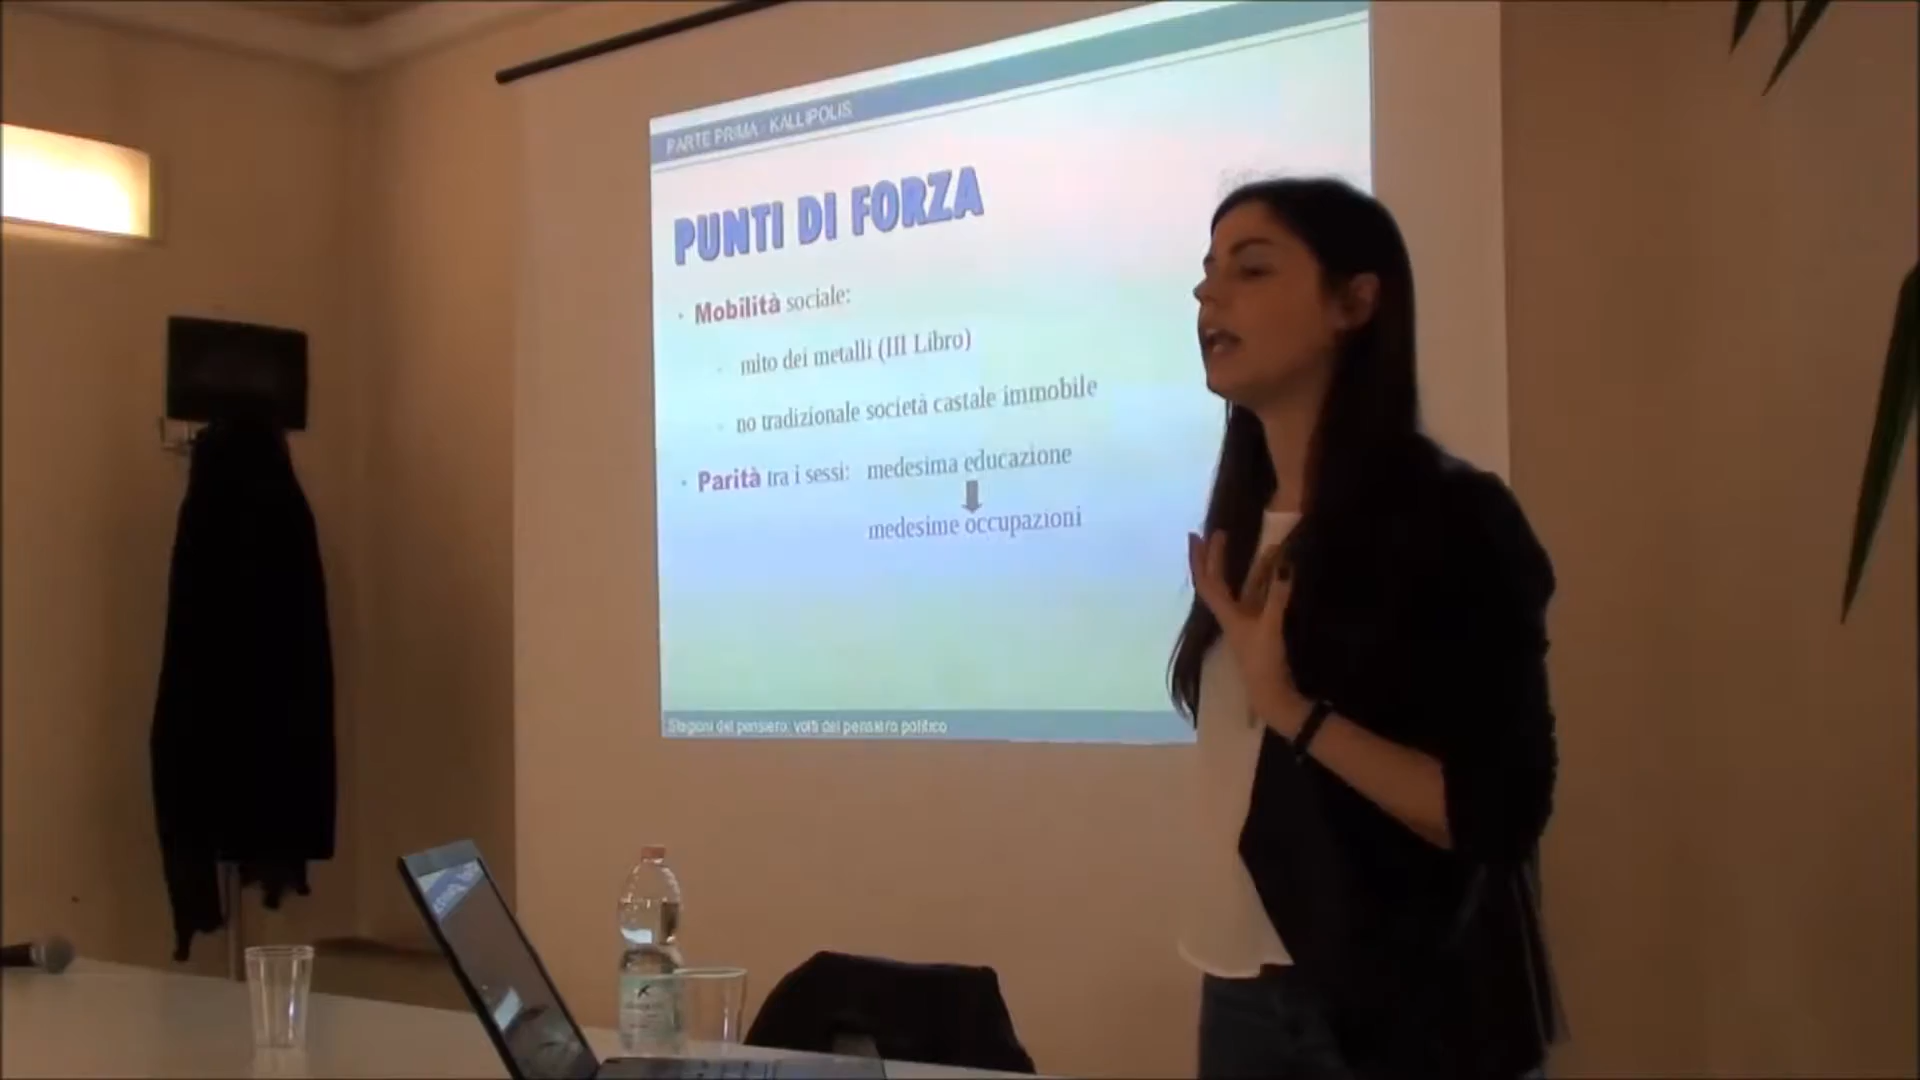 PARTE PRIMA - KALLIPOLIS
PUNTI DI FORZA
Mobilità sociale:
mito dei metalli (III Libro)
no tradizionale società castale immobile
Parità tra i sessi: medesima educazione
medesime occupazioni
Stagioni del pensiero: volti del pensiero politico